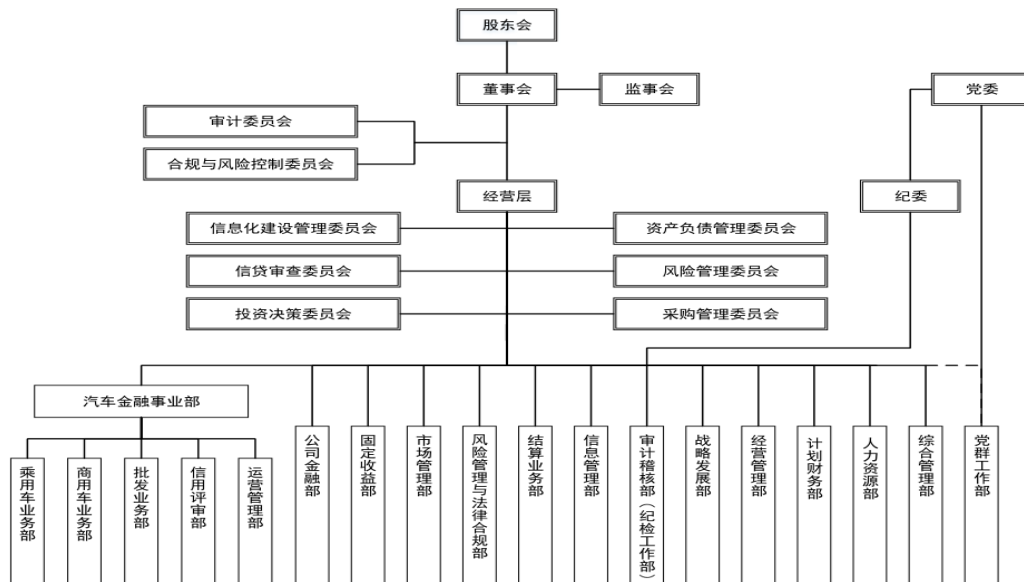 股东会
董事会
监事会
党委
审计委员会
合规与风险控制委员会
经营层
纪委
信息化建设管理委员会
资产负债管理委员会
信贷审查委员会
风险管理委员会
投资决策委员会
采购管理委员会
汽车金融事业部
乘用车业务部
商用车业务部
批发业务部
信用评审部
运营管理部
公司金融部
固定收益部
市场管理部
风险管理与法律合规部
结算业务部
信息管理部
审计稽核部（纪检工作部）
战略发展部
经营管理部
计划财务部
人力资源部
综合管理部
党群工作部